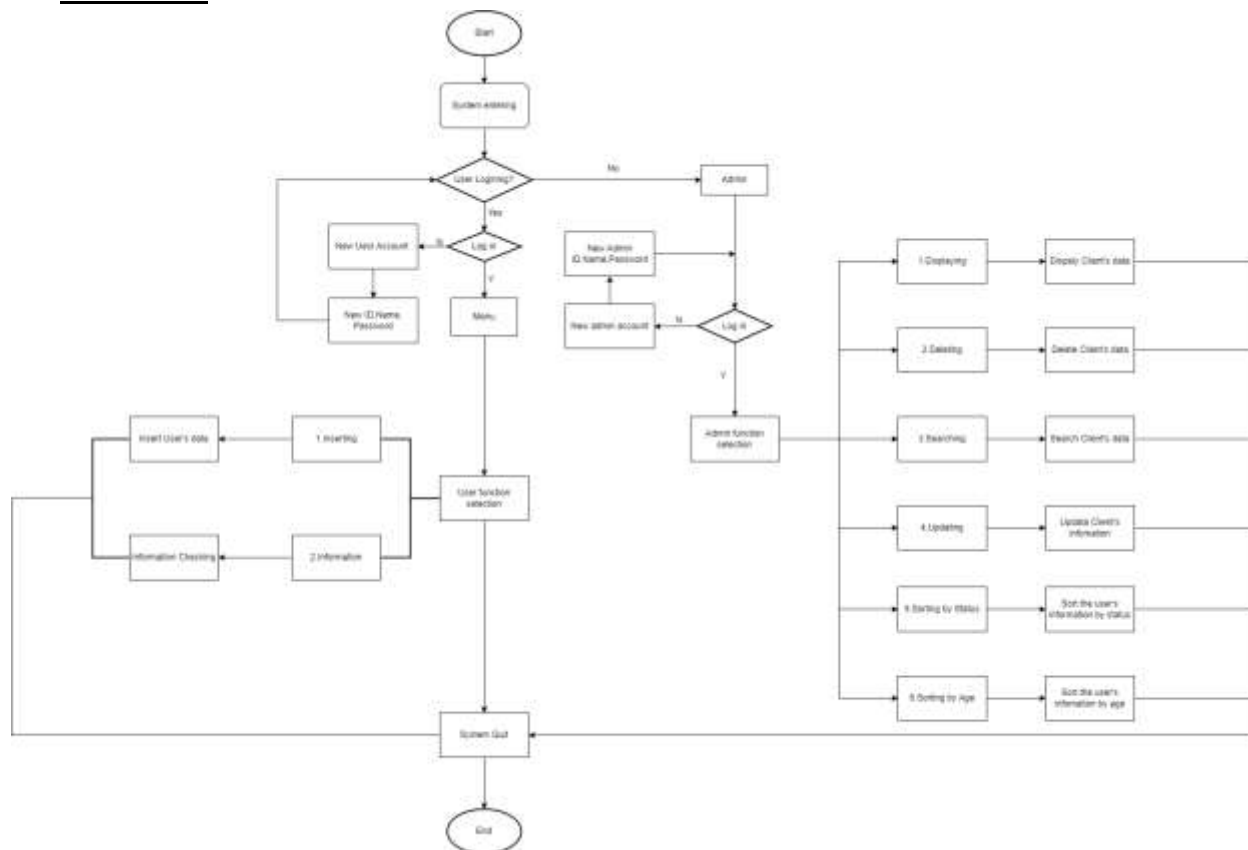 Start
System entering
User Logining?
No
Admin
Yes
New User Account
N
Log in
New Admin
ID,Name,Password
1.Displaying
Display Client's data
Y
New ID,Name,
Password
Menu
New admin account
N
Log in
2.Deleting
Delete Client's data
Y
Insert User's data
1.Inserting
Admin function
selection
3.Searching
Search Client's data
User function
selection
4.Updating
Update Client's
information
Information Checking
2.Information
5.Sorting by Status
Sort the user's
information by status
Sorting by Age
Sort the user's
information by age
System Quit
End